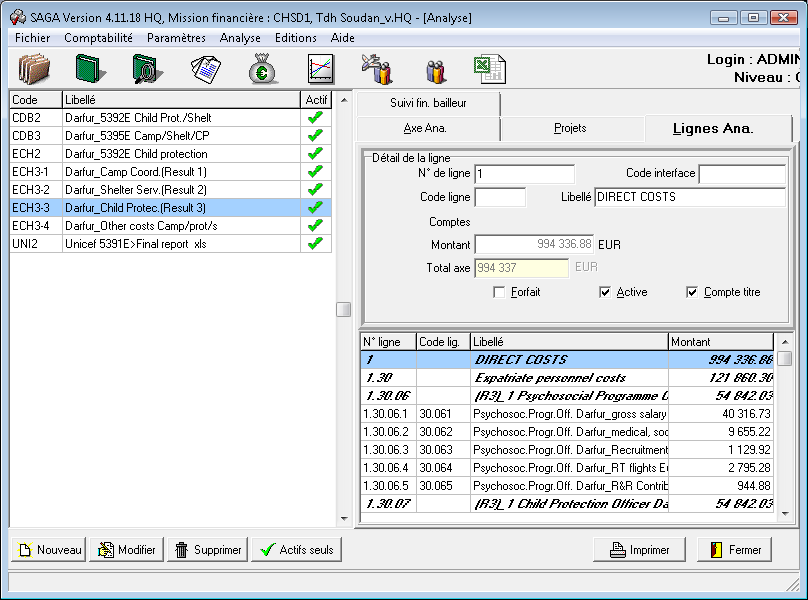 SAGA Version 4.11.18 HQ, Mission financière : CHSD1, Tdh Soudan_v.HQ - [Analyse]
Fichier Comptabilité Paramètres Analyse Editions Aide
Login : ADMIN
Niveau :
Code Libellé Actif
CDB2 Darfur_5392E Child Prot./Shelt
CDB3 Darfur_5395E Camp/Shelt/CP
ECH2 Darfur_5392E Child protection
ECH3-1 Darfur_Camp Coord.(Result 1)
ECH3-2 Darfur_Shelter Serv.(Result 2)
ECH3-3 Darfur_Child Protec.(Result 3)
ECH3-4 Darfur_Other costs Camp/prot/s
UNI2 Unicef 5391E>Final report xls
Suivi fin. bailleur
Axe Ana. Projets Lignes Ana.
Détail de la ligne
N° de ligne 1 Code interface
Code ligne Libellé DIRECT COSTS
Comptes
Montant 994 336.88 EUR
Total axe 994 337 EUR
Forfait Active Compte titre
N° ligne Code lig. Libellé Montant
1 DIRECT COSTS 994 336.88
1.30 Expatriate personnel costs 121 860.30
1.30.06 (R3)_1 Psychosocial Programme O 54 842.03
1.30.06.1 30.061 Psychosoc.Progr.Off. Darfur_gross salary 40 316.73
1.30.06.2 30.062 Psychosoc.Progr.Off. Darfur_medical, soc 9 655.22
1.30.06.3 30.063 Psychosoc.Progr.Off. Darfur_Recruitment 1 129.92
1.30.06.4 30.064 Psychosoc.Progr.Off. Darfur_RT flights Eu 2 795.28
1.30.06.5 30.065 Psychosoc.Progr.Off. Darfur_R&R Contrib 944.88
1.30.07 (R3)_1 Child Protection Officer Da 54 842.03
Nouveau Modifier Supprimer Actifs seuls Imprimer Fermer